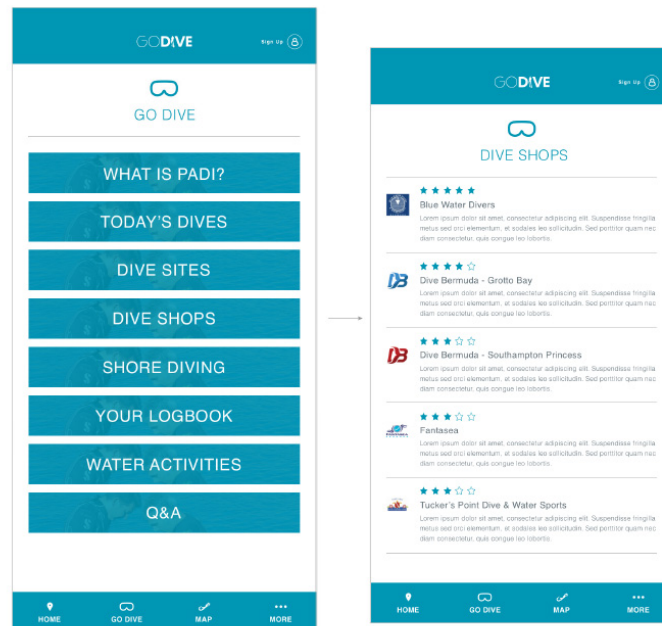 GODIVE
Sign Up
GO DIVE
WHAT IS PADI?
TODAY'S DIVES
DIVE SITES
DIVE SHOPS
SHORE DIVING
YOUR LOGBOOK
WATER ACTIVITIES
Q&A
HOME GO DIVE MAP MORE
GODIVE
Sign Up
DIVE SHOPS
Blue Water Divers
Lorem ipsum dolor sit amet, consectetur adipiscing elit. Suspendisse fringilla
metus sed orci elementum, et sodales leo sollicitudin. Sed porttitor quam nec
diam consectetur, quis congue leo lobortis.
Dive Bermuda - Grotto Bay
Lorem ipsum dolor sit amet, consectetur adipiscing elit. Suspendisse fringilla
metus sed orci elementum, et sodales leo sollicitudin. Sed porttitor quam nec
diam consectetur, quis congue leo lobortis.
DB
Dive Bermuda - Southampton Princess
Lorem ipsum dolor sit amet, consectetur adipiscing elit. Suspendisse fringilla
metus sed orci elementum, et sodales leo sollicitudin. Sed porttitor quam nec
diam consectetur, quis congue leo lobortis.
Fantasea
Lorem ipsum dolor sit amet, consectetur adipiscing elit. Suspendisse fringilla
metus sed orci elementum, et sodales leo sollicitudin. Sed porttitor quam nec
diam consectetur, quis congue leo lobortis.
Tucker's Point Dive & Water Sports
Lorem ipsum dolor sit amet, consectetur adipiscing elit. Suspendisse fringilla
metus sed orci elementum, et sodales leo sollicitudin. Sed porttitor quam nec
diam consectetur, quis congue leo lobortis.
HOME GO DIVE MAP MORE